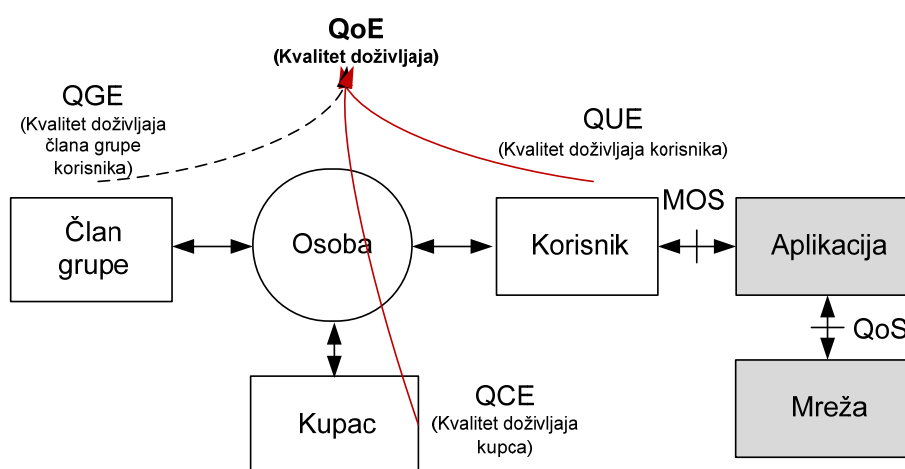 QoE
(Kvalitet doživljaja)
QGE
(Kvalitet doživljaja
člana grupe
korisnika)
QUE
(Kvalitet doživljaja korisnika)
MOS
Član
grupe
Osoba
Korisnik
Aplikacija
QoS
Kupac
QCE
(Kvalitet doživljaja
kupca)
Mreža